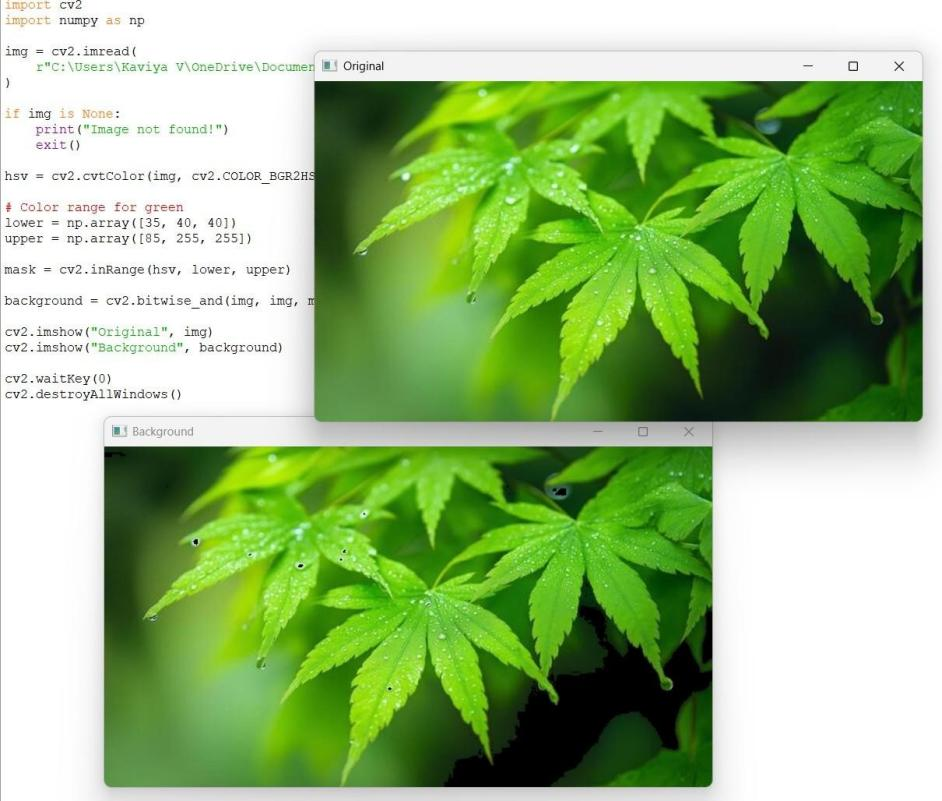 import cv2
import numpy as np
img = cv2.imread(
r"C:\Users\Kaviya V\OneDrive\Documen
)
if img is None:
print("Image not found!")
exit()
hsv = cv2.cvtColor(img, cv2.COLOR_BGR2HS
# Color range for green
lower = np.array([35, 40, 40])
upper = np.array([85, 255, 255])
mask = cv2.inRange(hsv, lower, upper)
background = cv2.bitwise_and(img, img, m
cv2.imshow("Original", img)
cv2.imshow("Background", background)
cv2.waitKey(0)
cv2.destroyAllWindows()
Original
Background